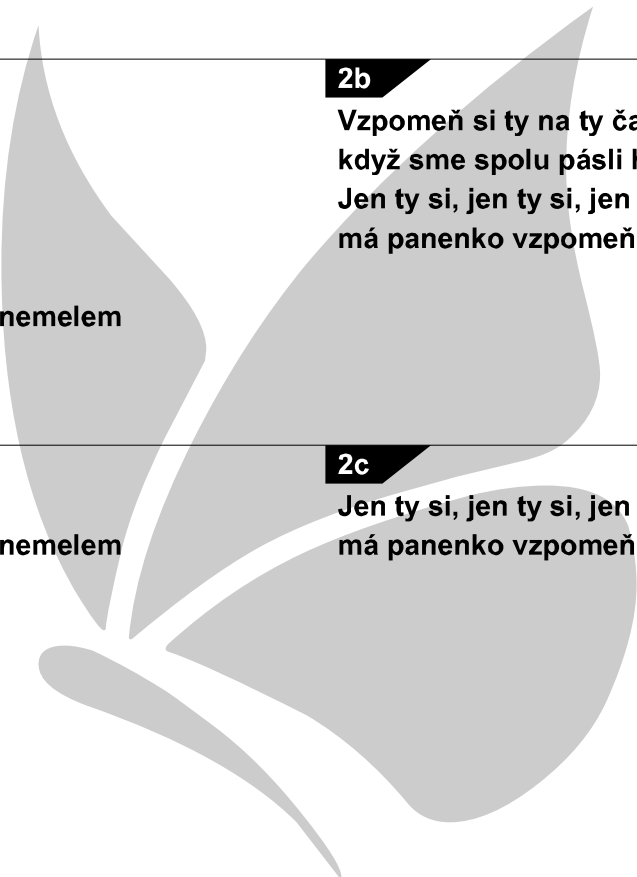 nemelem
nemelem
2b
Vzpomeň si ty na ty
když sme spolu pásli
Jen ty si, jen ty si, jen
má panenko vzpomeň
2c
Jen ty si, jen ty si, jen
má panenko vzpomeň